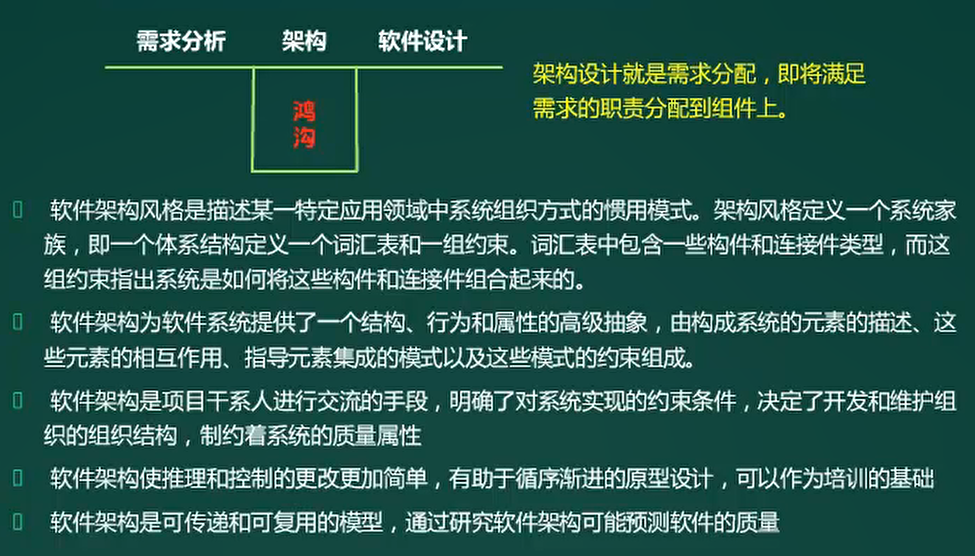 需求分析 架构 软件设计
鸿
沟
架构设计就是需求分配，即将满足
需求的职责分配到组件上。
软件架构风格是描述某一特定应用领域中系统组织方式的惯用模式。架构风格定义一个系统家
族，即一个体系结构定义一个词汇表和一组约束。词汇表中包含一些构件和连接件类型，而这
组约束指出系统是如何将这些构件和连接件组合起来的。
软件架构为软件系统提供了一个结构、行为和属性的高级抽象，由构成系统的元素的描述、这
些元素的相互作用、指导元素集成的模式以及这些模式的约束组成。
软件架构是项目干系人进行交流的手段，明确了对系统实现的约束条件，决定了开发和维护组
织的组织结构，制约着系统的质量属性
软件架构使推理和控制的更改更加简单，有助于循序渐进的原型设计，可以作为培训的基础
软件架构是可传递和可复用的模型，通过研究软件架构可能预测软件的质量